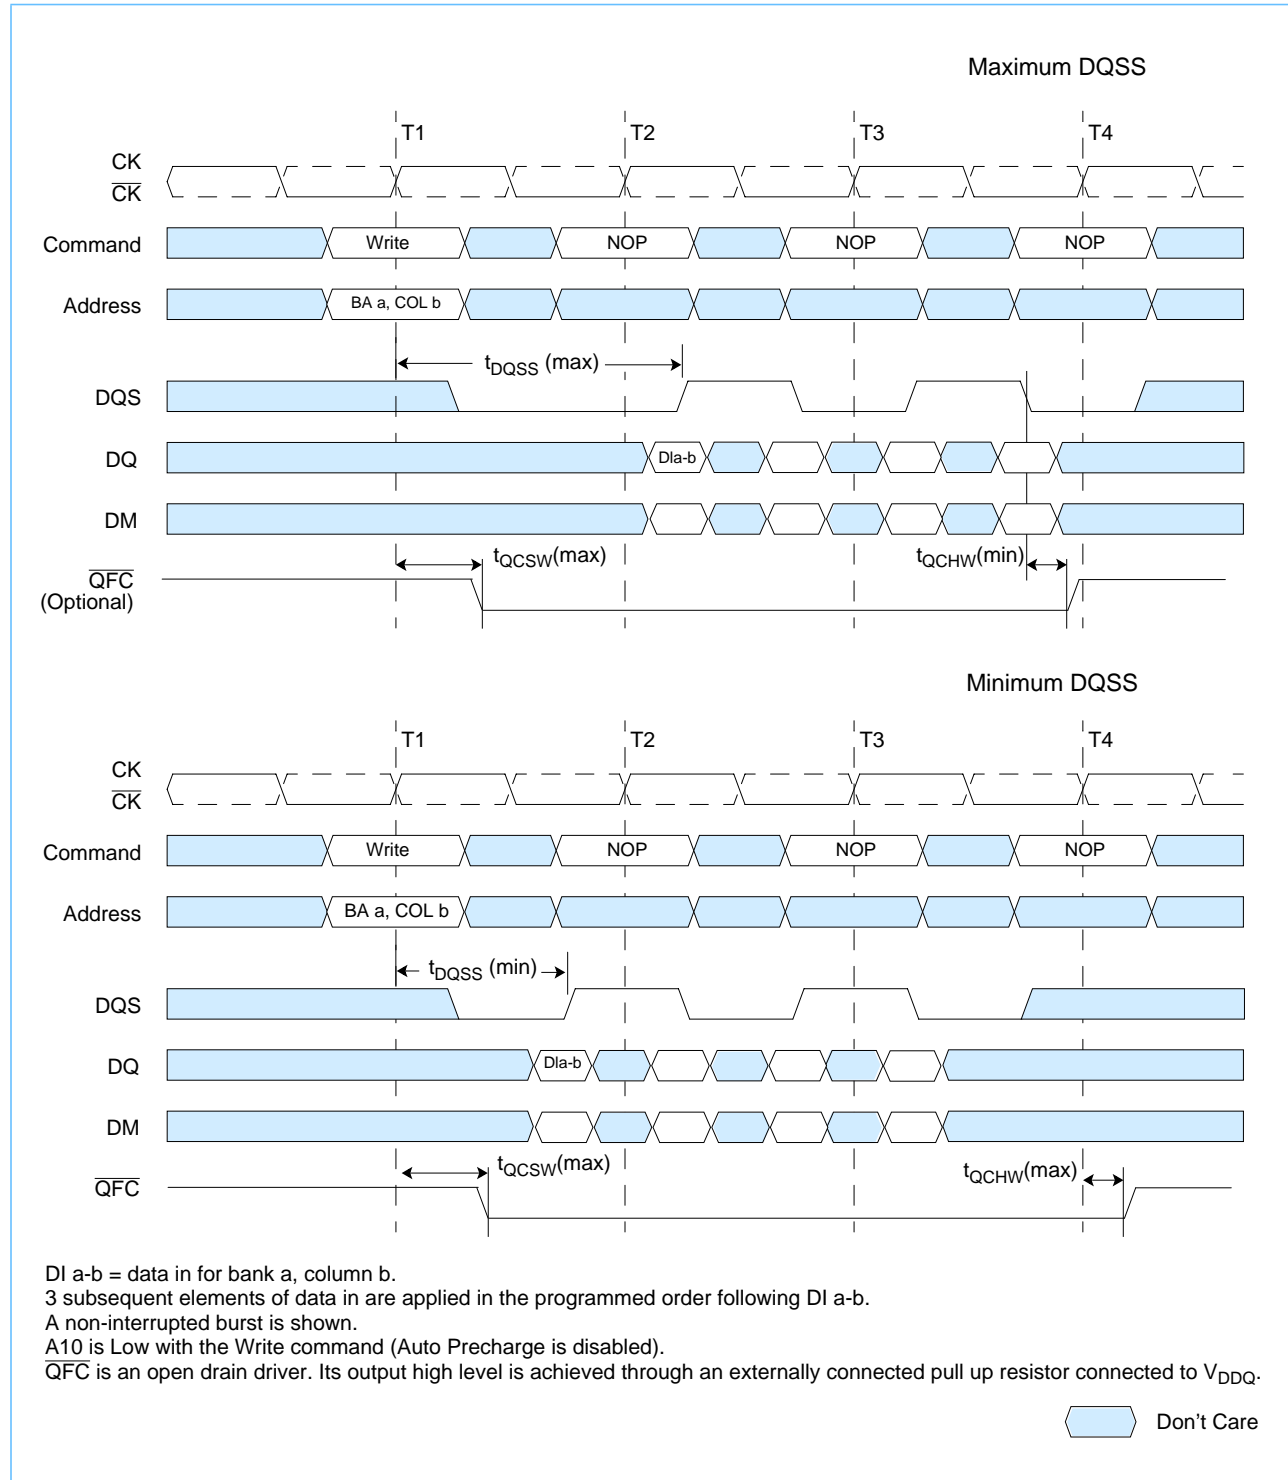 Maximum DQSS
T1 T2 T3 T4
CK
CK
Command Write NOP NOP NOP
Address BA a, COL b
tDQSS (max)
DQS
DQ DIa-b
DM
tQCSW(max) tQCHW(min)
QFC
(Optional)
Minimum DQSS
T1 T2 T3 T4
CK
CK
Command Write NOP NOP NOP
Address BA a, COL b
tDQSS (min)
DQS
DQ DIa-b
DM
tQCSW(max) tQCHW(max)
QFC
DI a-b = data in for bank a, column b.
3 subsequent elements of data in are applied in the programmed order following DI a-b.
A non-interrupted burst is shown.
A10 is Low with the Write command (Auto Precharge is disabled).
QFC is an open drain driver. Its output high level is achieved through an externally connected pull up resistor connected to VDDQ.
Don't Care